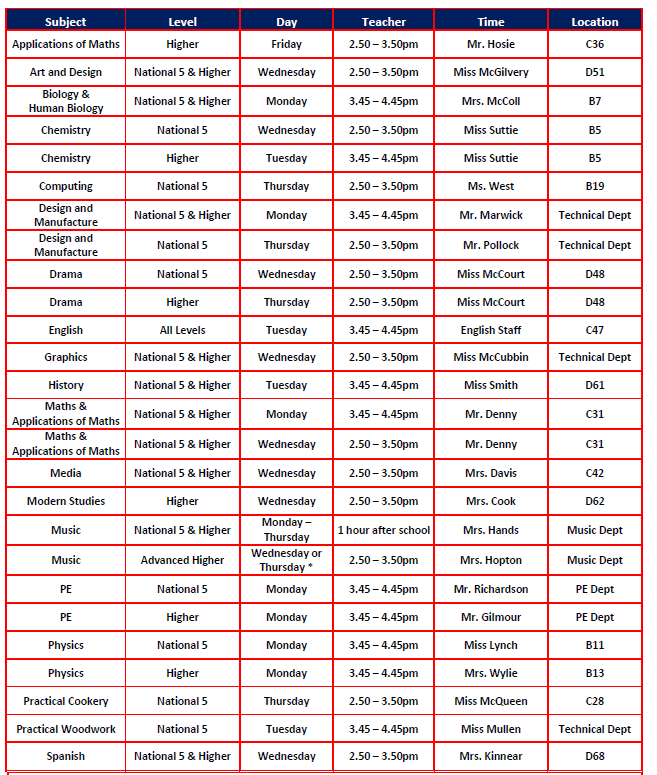 Subject Level Day Teacher Time Location
Applications of Maths Higher Friday 2.50 – 3.50pm Mr. Hosie C36
Art and Design National 5 & Higher Wednesday 2.50 – 3.50pm Miss McGilvery D51
Biology &
Human Biology National 5 & Higher Monday 3.45 – 4.45pm Mrs. McColl B7
Chemistry National 5 Wednesday 2.50 – 3.50pm Miss Suttie B5
Chemistry Higher Tuesday 3.45 – 4.45pm Miss Suttie B5
Computing National 5 Thursday 2.50 – 3.50pm Ms. West B19
Design and
Manufacture National 5 & Higher Monday 3.45 – 4.45pm Mr. Marwick Technical Dept
Design and
Manufacture National 5 Thursday 2.50 – 3.50pm Mr. Pollock Technical Dept
Drama National 5 Wednesday 2.50 – 3.50pm Miss McCourt D48
Drama Higher Thursday 2.50 – 3.50pm Miss McCourt D48
English All Levels Tuesday 3.45 – 4.45pm English Staff C47
Graphics National 5 & Higher Wednesday 2.50 – 3.50pm Miss McCubbin Technical Dept
History National 5 & Higher Tuesday 3.45 – 4.45pm Miss Smith D61
Maths &
Applications of Maths National 5 & Higher Monday 3.45 – 4.45pm Mr. Denny C31
Maths &
Applications of Maths National 5 & Higher Wednesday 2.50 – 3.50pm Mr. Denny C31
Media National 5 & Higher Wednesday 2.50 – 3.50pm Mrs. Davis C42
Modern Studies Higher Wednesday 2.50 – 3.50pm Mrs. Cook D62
Music National 5 & Higher Monday –
Thursday 1 hour after school Mrs. Hands Music Dept
Music Advanced Higher Wednesday or
Thursday * 2.50 – 3.50pm Mrs. Hopton Music Dept
PE National 5 Monday 3.45 – 4.45pm Mr. Richardson PE Dept
PE Higher Monday 3.45 – 4.45pm Mr. Gilmour PE Dept
Physics National 5 Monday 3.45 – 4.45pm Miss Lynch B11
Physics Higher Monday 3.45 – 4.45pm Mrs. Wylie B13
Practical Cookery National 5 Thursday 2.50 – 3.50pm Miss McQueen C28
Practical Woodwork National 5 Tuesday 3.45 – 4.45pm Miss Mullen Technical Dept
Spanish National 5 & Higher Wednesday 2.50 – 3.50pm Mrs. Kinnear D68